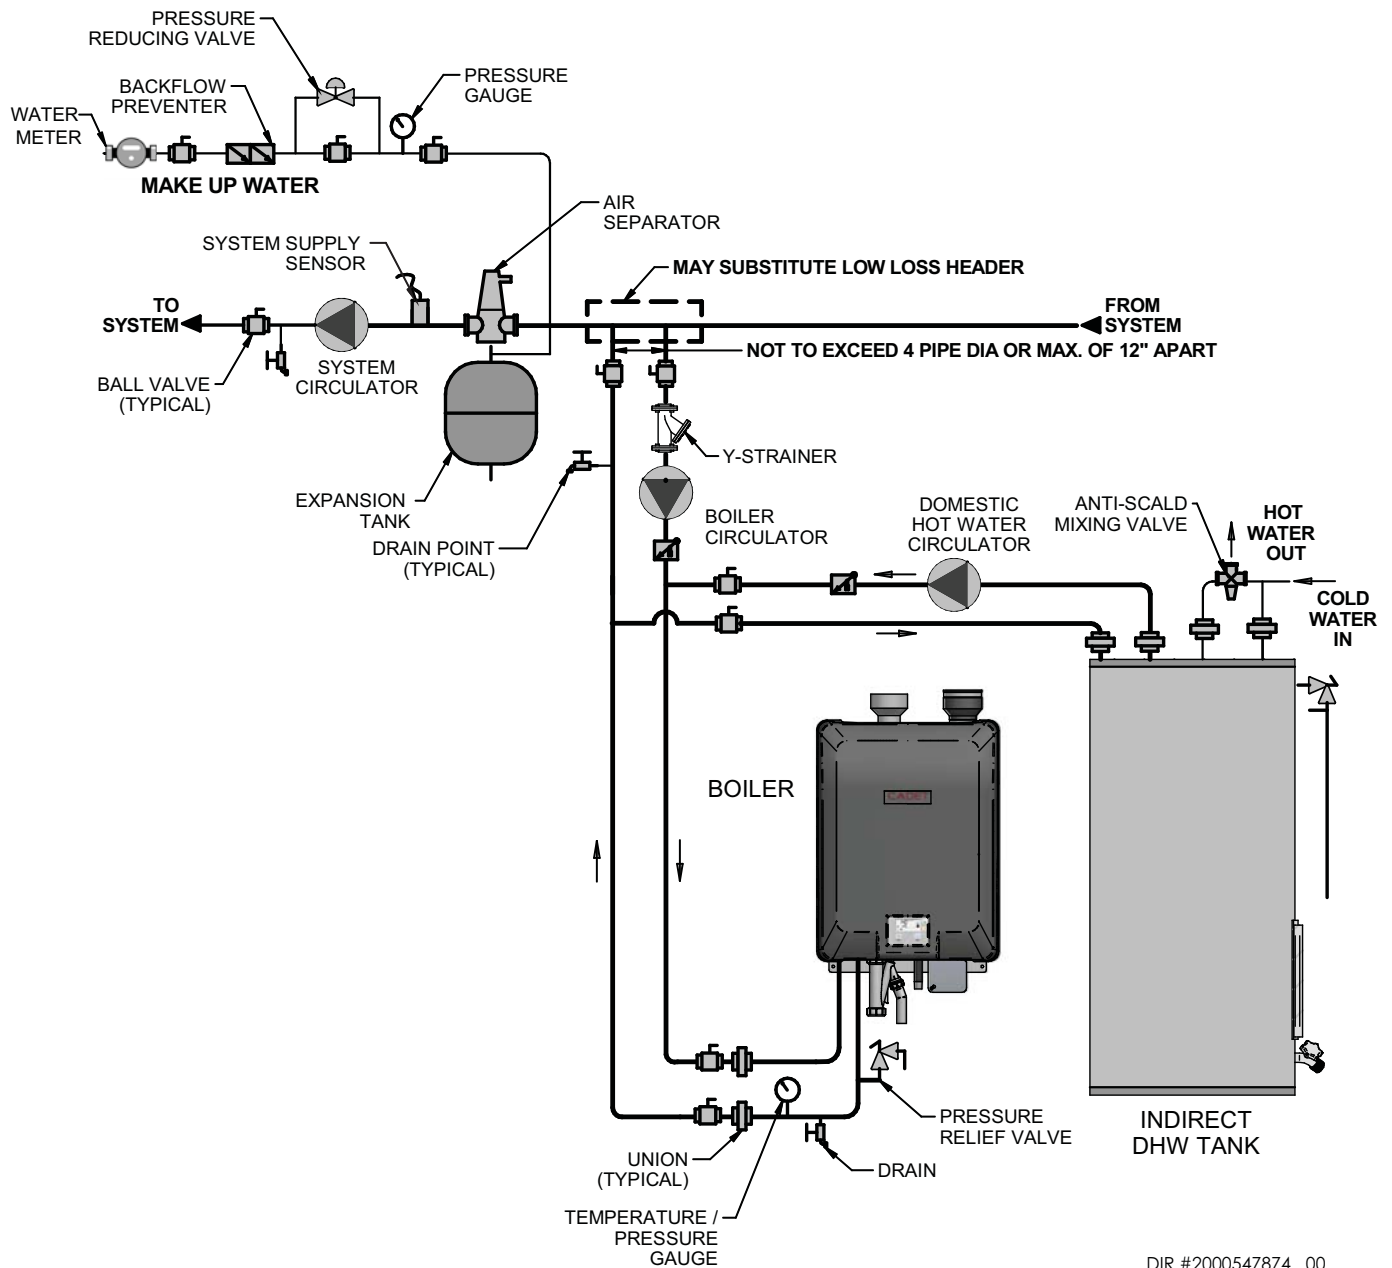 PRESSURE
REDUCING VALVE
BACKFLOW
PREVENTER
PRESSURE
GAUGE
WATER
METER
MAKE UP WATER
AIR
SEPARATOR
SYSTEM SUPPLY
SENSOR
MAY SUBSTITUTE LOW LOSS HEADER
TO
SYSTEM
FROM
SYSTEM
NOT TO EXCEED 4 PIPE DIA OR MAX. OF 12" APART
SYSTEM
CIRCULATOR
BALL VALVE
(TYPICAL)
Y-STRAINER
EXPANSION
TANK
DRAIN POINT
(TYPICAL)
BOILER
CIRCULATOR
DOMESTIC
HOT WATER
CIRCULATOR
ANTI-SCALD
MIXING VALVE
HOT
WATER
OUT
COLD
WATER
IN
BOILER
CADET
PRESSURE
RELIEF VALVE
INDIRECT
DHW TANK
UNION
(TYPICAL)
DRAIN
TEMPERATURE /
PRESSURE
GAUGE
DIR #2000547874 00